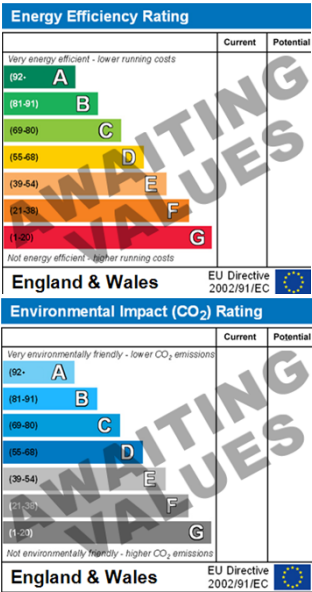 Energy Efficiency Rating
Current Potential
Very energy efficient - lower running costs
(92- A
(81-91) B
(69-80) C
(55-68) D
(39-54) E
(21-38) F
(1-20) G
Not energy efficient - higher running costs
AWAITING
VALUES
England & Wales
EU Directive
2002/91/EC
Environmental Impact (CO2) Rating
Current Potential
Very environmentally friendly - lower CO2 emissions
(92- A
(81-91) B
(69-80) C
(55-68) D
(39-54) E
(21-38) F
(1-20) G
Not environmentally friendly - higher CO2 emissions
AWAITING
VALUES
England & Wales
EU Directive
2002/91/EC